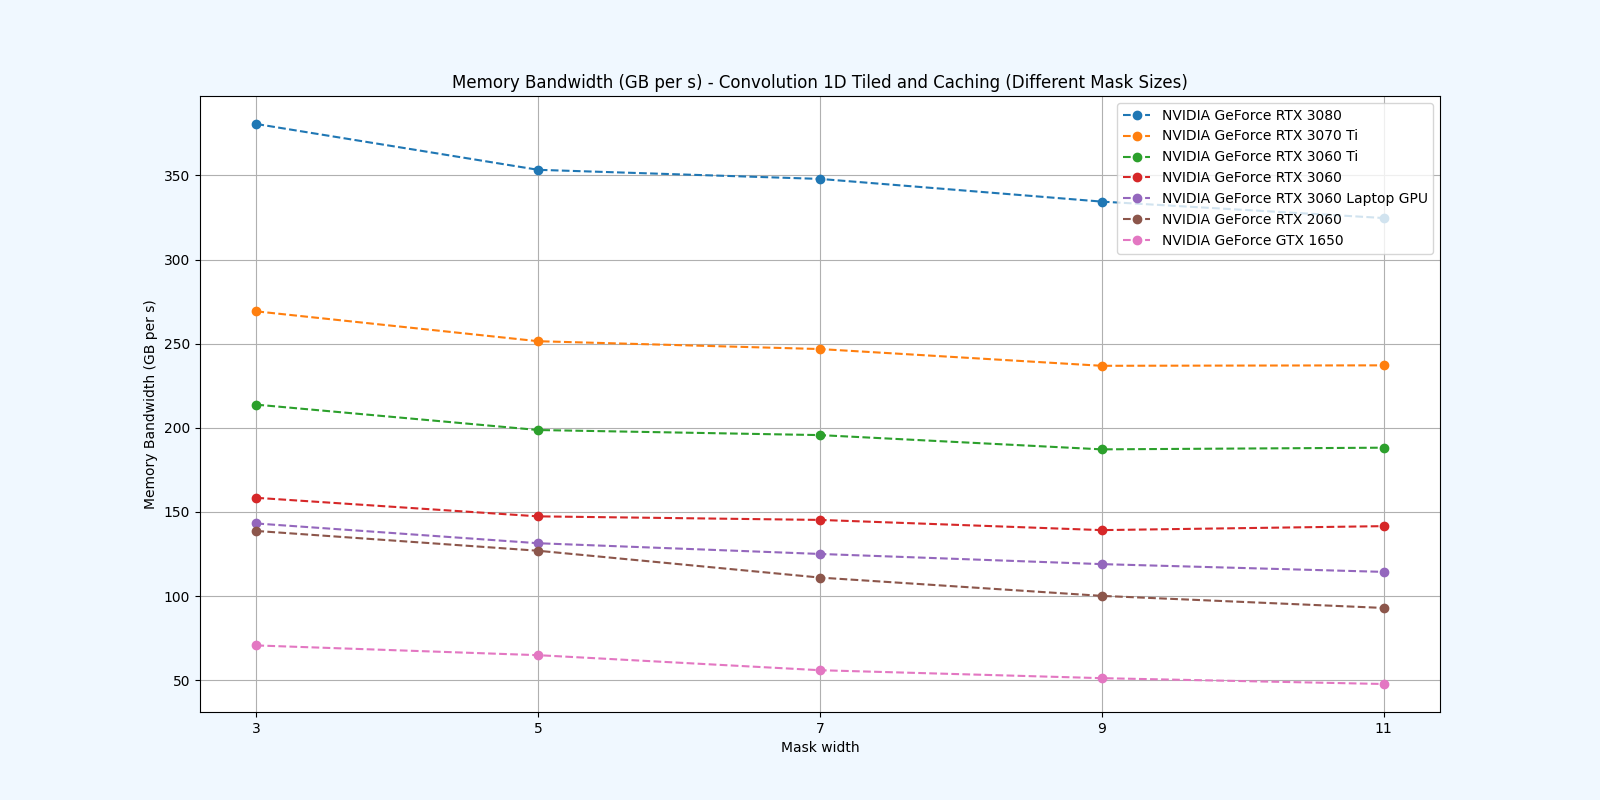 Memory Bandwidth (GB per s) - Convolution 1D Tiled and Caching (Different Mask Sizes)
NVIDIA GeForce RTX 3080
NVIDIA GeForce RTX 3070 Ti
NVIDIA GeForce RTX 3060 Ti
NVIDIA GeForce RTX 3060
NVIDIA GeForce RTX 3060 Laptop GPU
NVIDIA GeForce RTX 2060
NVIDIA GeForce GTX 1650
Memory Bandwidth (GB per s)
350
300
250
200
150
100
50
3 5 7 9 11
Mask width